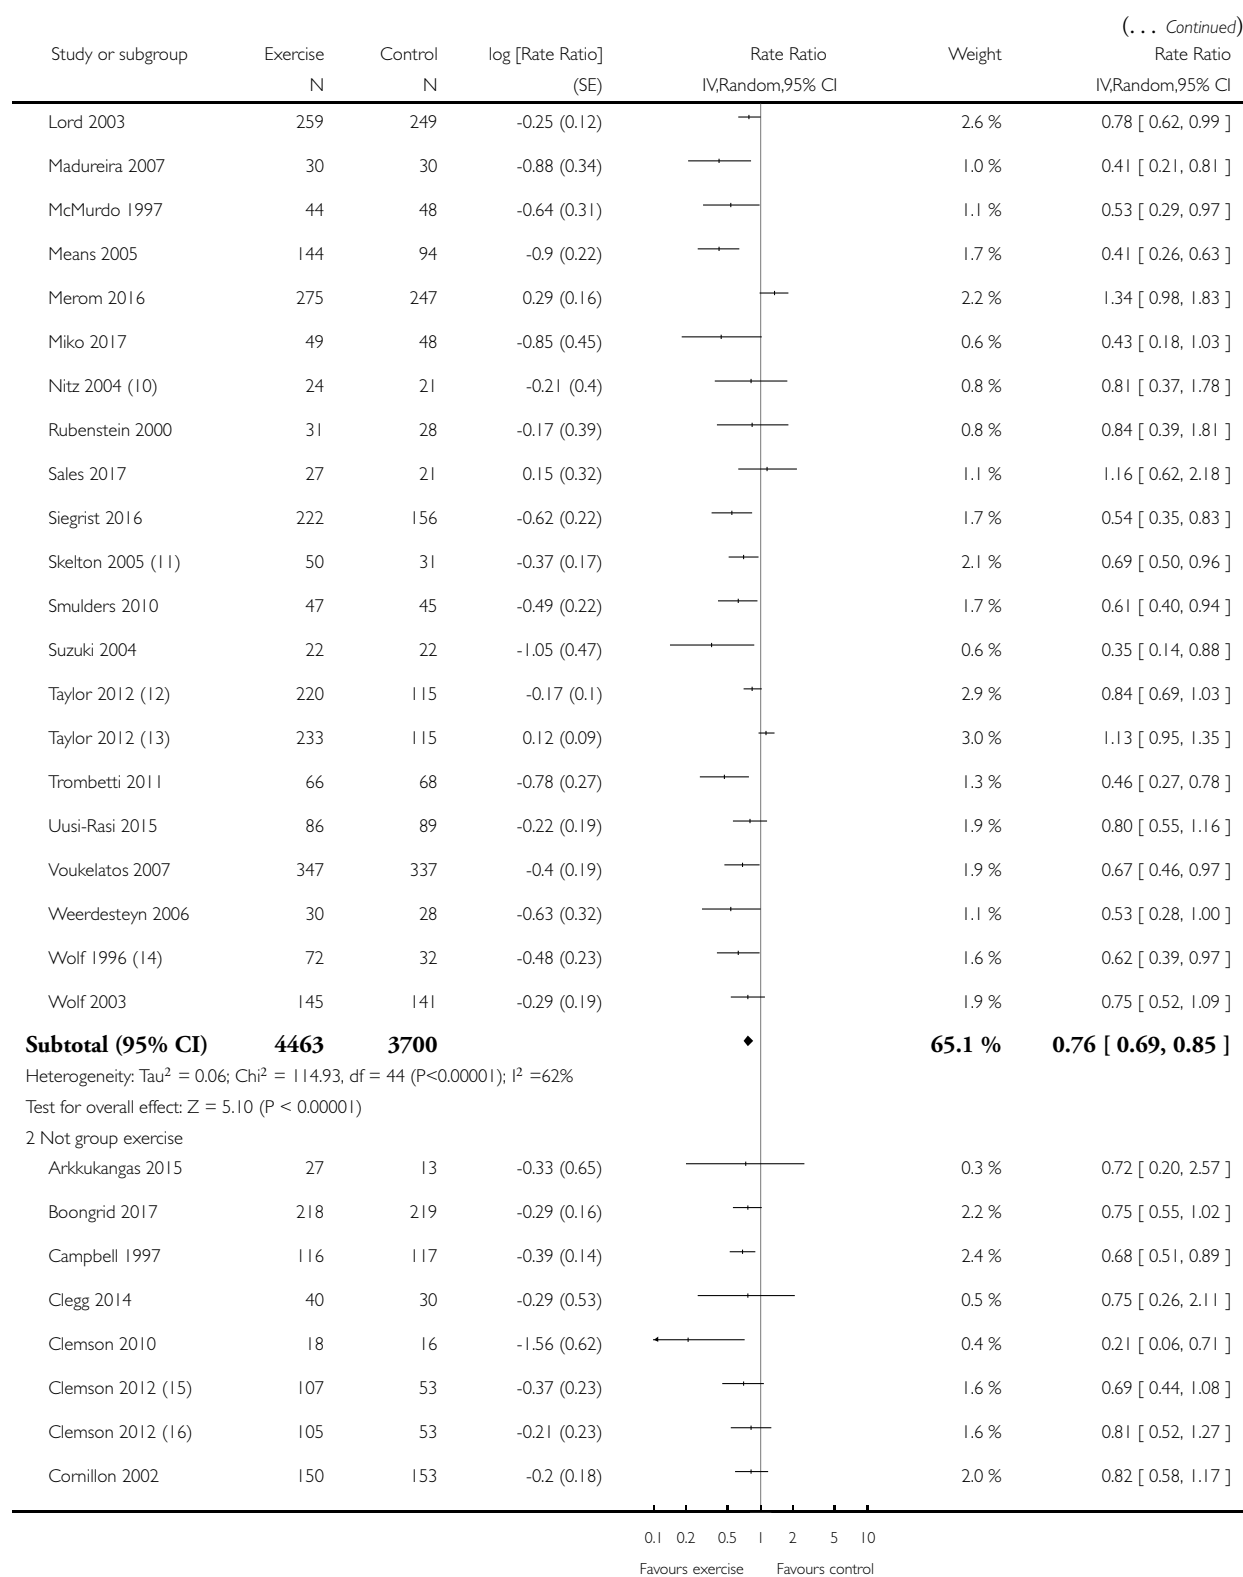 (... Continued)
Study or subgroup Exercise Control log [Rate Ratio] Rate Ratio Weight Rate Ratio
N N (SE) IV,Random,95% CI IV,Random,95% CI
Lord 2003 259 249 -0.25 (0.12) 2.6 % 0.78 [ 0.62, 0.99 ]
Madureira 2007 30 30 -0.88 (0.34) 1.0 % 0.41 [ 0.21, 0.81 ]
McMurdo 1997 44 48 -0.64 (0.31) 1.1 % 0.53 [ 0.29, 0.97 ]
Means 2005 144 94 -0.9 (0.22) 1.7 % 0.41 [ 0.26, 0.63 ]
Merom 2016 275 247 0.29 (0.16) 2.2 % 1.34 [ 0.98, 1.83 ]
Miko 2017 49 48 -0.85 (0.45) 0.6 % 0.43 [ 0.18, 1.03 ]
Nitz 2004 (10) 24 21 -0.21 (0.4) 0.8 % 0.81 [ 0.37, 1.78 ]
Rubenstein 2000 31 28 -0.17 (0.39) 0.8 % 0.84 [ 0.39, 1.81 ]
Sales 2017 27 21 0.15 (0.32) 1.1 % 1.16 [ 0.62, 2.18 ]
Siegrist 2016 222 156 -0.62 (0.22) 1.7 % 0.54 [ 0.35, 0.83 ]
Skelton 2005 (11) 50 31 -0.37 (0.17) 2.1 % 0.69 [ 0.50, 0.96 ]
Smulders 2010 47 45 -0.49 (0.22) 1.7 % 0.61 [ 0.40, 0.94 ]
Suzuki 2004 22 22 -1.05 (0.47) 0.6 % 0.35 [ 0.14, 0.88 ]
Taylor 2012 (12) 220 115 -0.17 (0.1) 2.9 % 0.84 [ 0.69, 1.03 ]
Taylor 2012 (13) 233 115 0.12 (0.09) 3.0 % 1.13 [ 0.95, 1.35 ]
Trombetti 2011 66 68 -0.78 (0.27) 1.3 % 0.46 [ 0.27, 0.78 ]
Uusi-Rasi 2015 86 89 -0.22 (0.19) 1.9 % 0.80 [ 0.55, 1.16 ]
Voukelatos 2007 347 337 -0.4 (0.19) 1.9 % 0.67 [ 0.46, 0.97 ]
Weerdesteyn 2006 30 28 -0.63 (0.32) 1.1 % 0.53 [ 0.28, 1.00 ]
Wolf 1996 (14) 72 32 -0.48 (0.23) 1.6 % 0.62 [ 0.39, 0.97 ]
Wolf 2003 145 141 -0.29 (0.19) 1.9 % 0.75 [ 0.52, 1.09 ]
Subtotal (95% CI) 4463 3700 65.1 % 0.76 [ 0.69, 0.85 ]
Heterogeneity: Tau² = 0.06; Chi² = 114.93, df = 44 (P<0.00001); I² =62%
Test for overall effect: Z = 5.10 (P < 0.00001)
2 Not group exercise
Arkkukangas 2015 27 13 -0.33 (0.65) 0.3 % 0.72 [ 0.20, 2.57 ]
Boongrid 2017 218 219 -0.29 (0.16) 2.2 % 0.75 [ 0.55, 1.02 ]
Campbell 1997 116 117 -0.39 (0.14) 2.4 % 0.68 [ 0.51, 0.89 ]
Clegg 2014 40 30 -0.29 (0.53) 0.5 % 0.75 [ 0.26, 2.11 ]
Clemson 2010 18 16 -1.56 (0.62) 0.4 % 0.21 [ 0.06, 0.71 ]
Clemson 2012 (15) 107 53 -0.37 (0.23) 1.6 % 0.69 [ 0.44, 1.08 ]
Clemson 2012 (16) 105 53 -0.21 (0.23) 1.6 % 0.81 [ 0.52, 1.27 ]
Cornillon 2002 150 153 -0.2 (0.18) 2.0 % 0.82 [ 0.58, 1.17 ]
0.1 0.2 0.5 1 2 5 10
Favours exercise Favours control